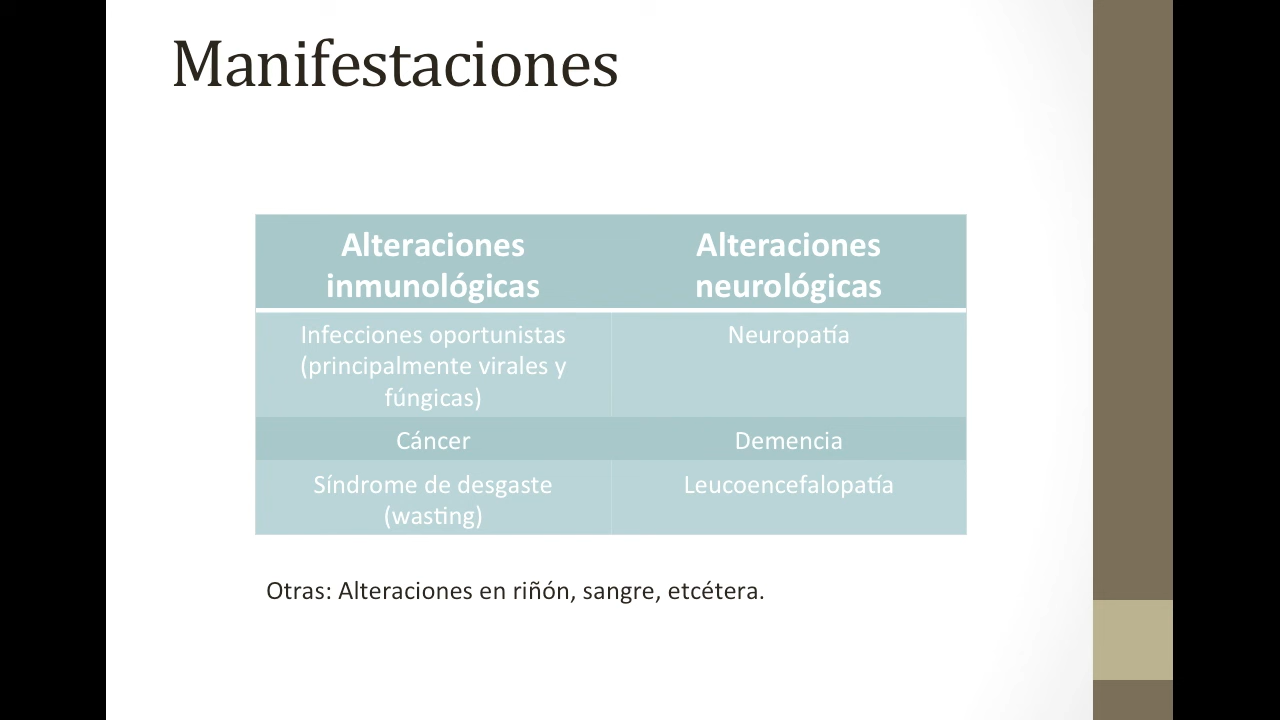 Manifestaciones
Alteraciones
inmunológicas
Alteraciones
neurológicas
Infecciones oportunistas
(principalmente virales y
fúngicas)
Neuropatía
Cáncer
Demencia
Síndrome de desgaste
(wasting)
Leucoencefalopatía
Otras: Alteraciones en riñón, sangre, etcétera.